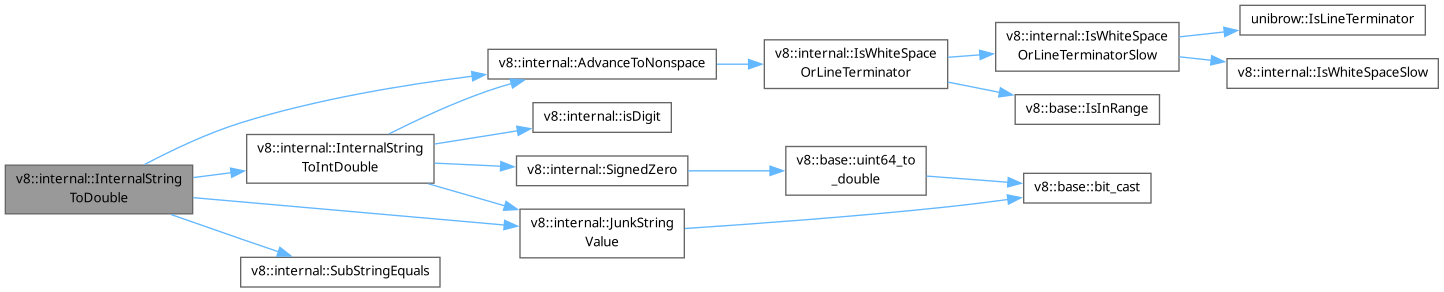 v8::internal::InternalString
ToDouble
v8::internal::InternalString
ToIntDouble
v8::internal::SubStringEquals
v8::internal::AdvanceToNonspace
v8::internal::isDigit
v8::internal::SignedZero
v8::internal::JunkString
Value
v8::internal::IsWhiteSpace
OrLineTerminator
v8::base::uint64_to
_double
v8::internal::IsWhiteSpace
OrLineTerminatorSlow
v8::base::IsInRange
v8::base::bit_cast
unibrow::IsLineTerminator
v8::internal::IsWhiteSpaceSlow